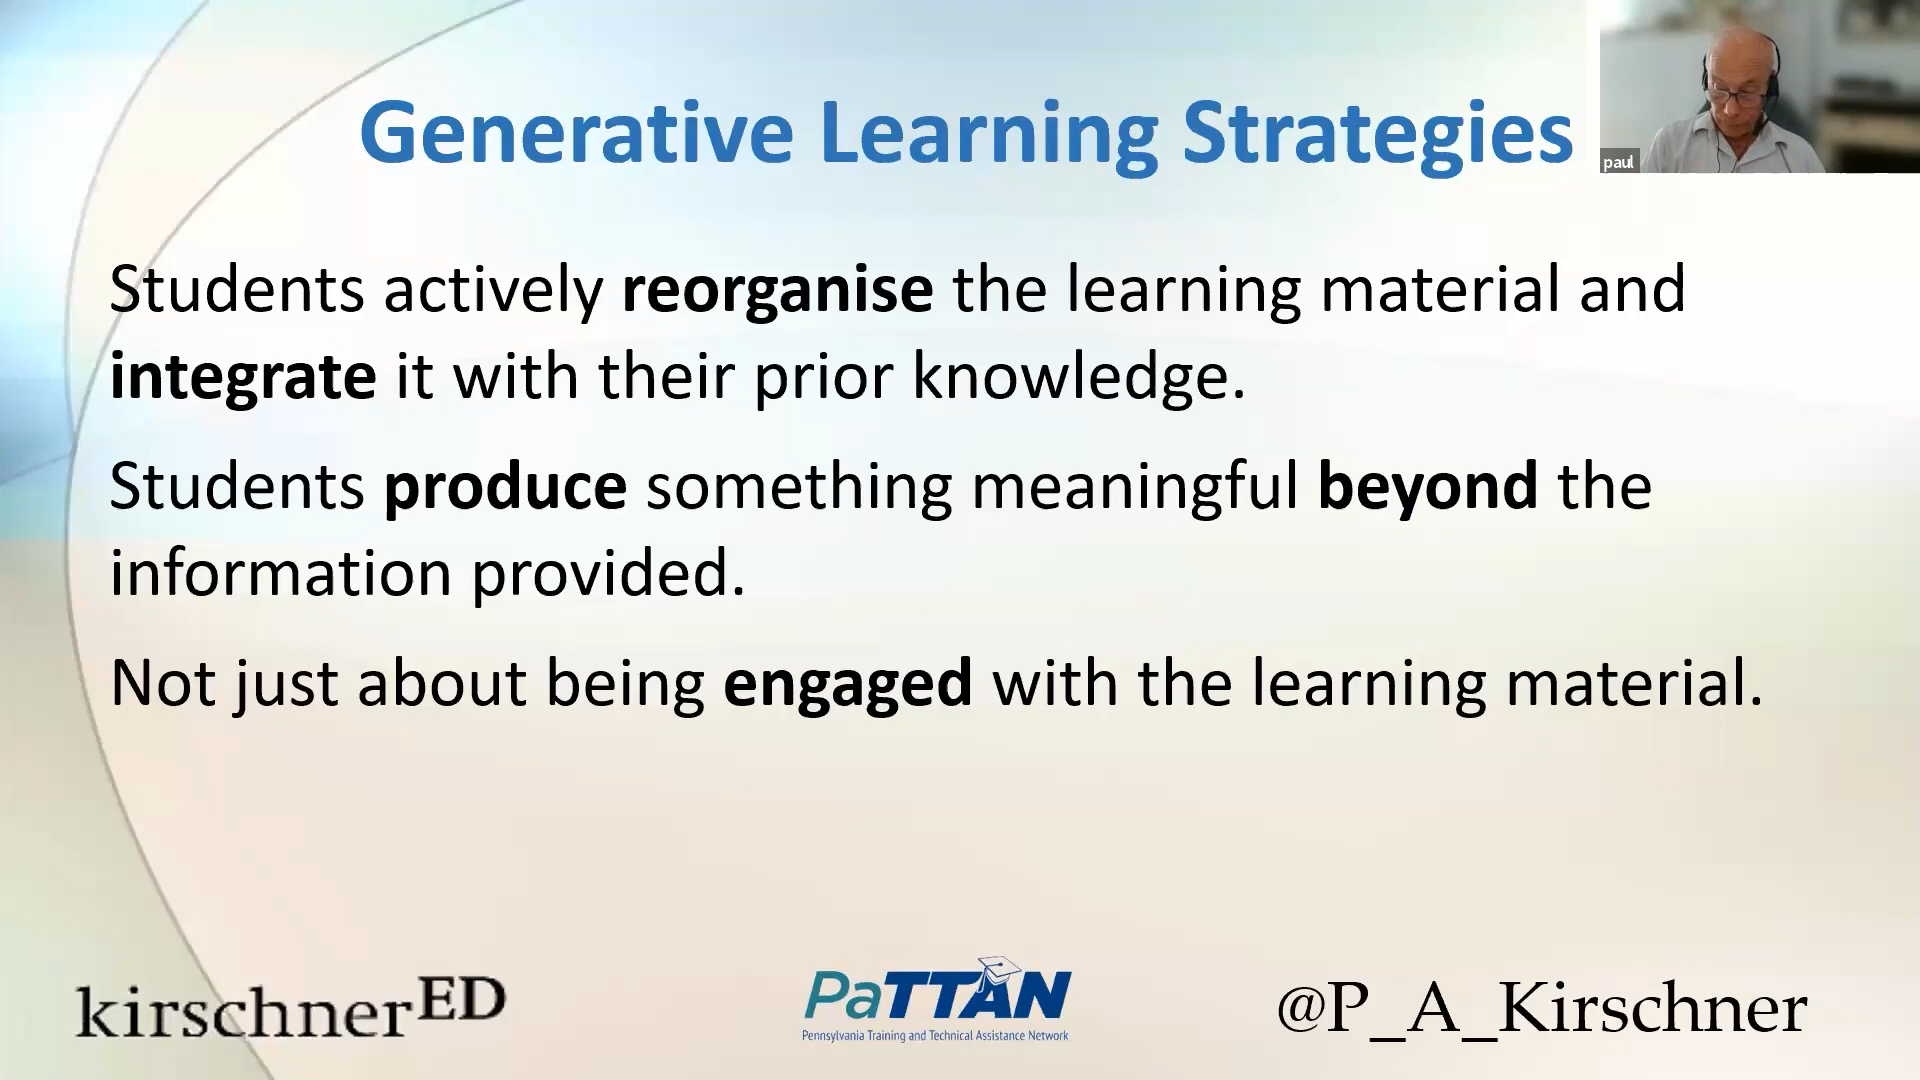 Generative Learning Strategies
paul
Students actively reorganise the learning material and
integrate it with their prior knowledge.
Students produce something meaningful beyond the
information provided.
Not just about being engaged with the learning material.
kirschnerED
PaTTAN
Pennsylvania Training and Technical Assistance Network
@P_A_Kirschner